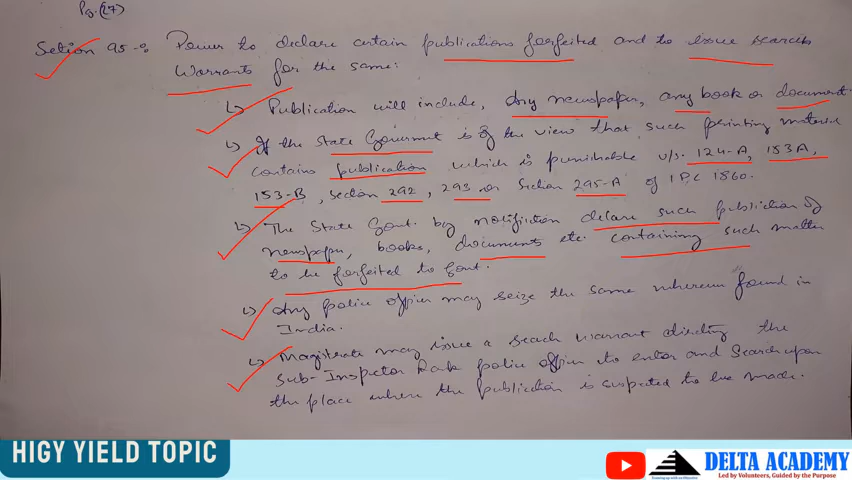 Pg. (27)
Setion 95 -: Power to declare certain publications forfeited and to issue search
Warrants for the same:
↳ Publication will include, Any newspaper, any book or document.
↳ If the State Goverment is of the view that such printing material
contains publication which is punishable u/s. 124-A, 153A,
153-B, section 292, 293 or Section 295-A of IPC 1860.
↳ The State Govt. by notification declare such publiction of
newspaper, books, documents etc. containing such matter
to be forfeited to Govt.
↳ Any police officer may seize the same wherever found in
India.
↳ Magistrate may issue a seach warrant directing the
Sub-Inspector Rank police officer to enter and Search upon
the place where the publication is suspected to be made.
HIGY YIELD TOPIC
DELTA ACADEMY
Led by Volunteers, Guided by the Purpose